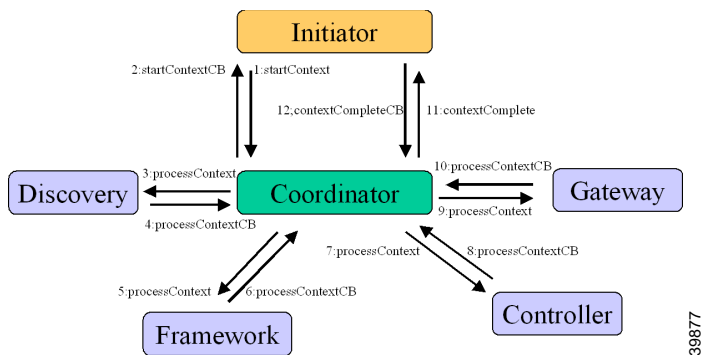 Initiator
2:startContextCB
1:startContext
12;contextCompleteCB
11:contextComplete
3:processContext
10:processContextCB
Discovery
Coordinator
Gateway
4:processContextCB
9:processContext
7:processContext
8:processContextCB
5:processContext
6:processContextCB
Controller
Framework
39877